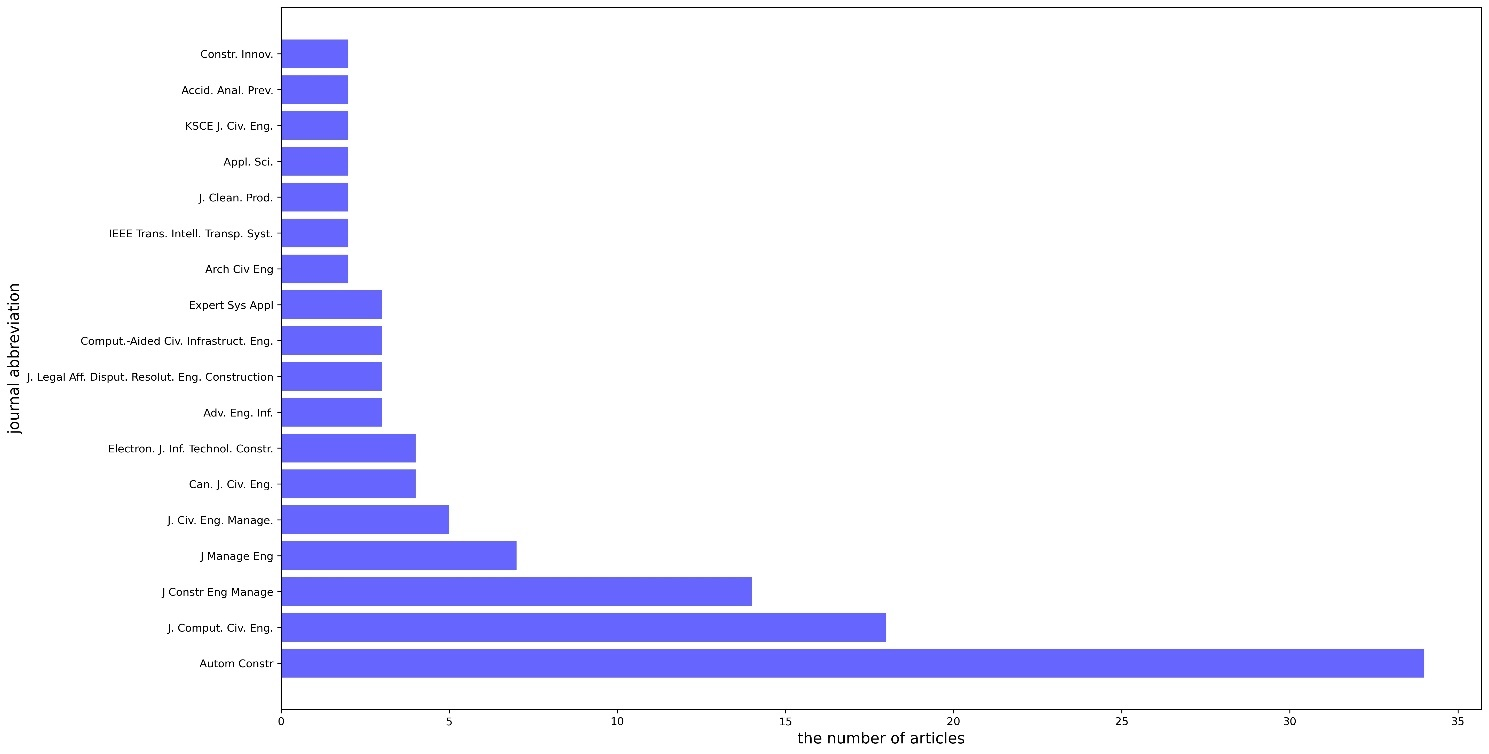 Constr. Innov.
Accid. Anal. Prev.
KSCE J. Civ. Eng.
Appl. Sci.
J. Clean. Prod.
IEEE Trans. Intell. Transp. Syst.
Arch Civ Eng
Expert Sys Appl
Comput.-Aided Civ. Infrastruct. Eng.
J. Legal Aff. Disput. Resolut. Eng. Construction
Adv. Eng. Inf.
Electron. J. Inf. Technol. Constr.
Can. J. Civ. Eng.
J. Civ. Eng. Manage.
J Manage Eng
J Constr Eng Manage
J. Comput. Civ. Eng.
Autom Constr
journal abbreviation
0 5 10 15 20 25 30 35
the number of articles